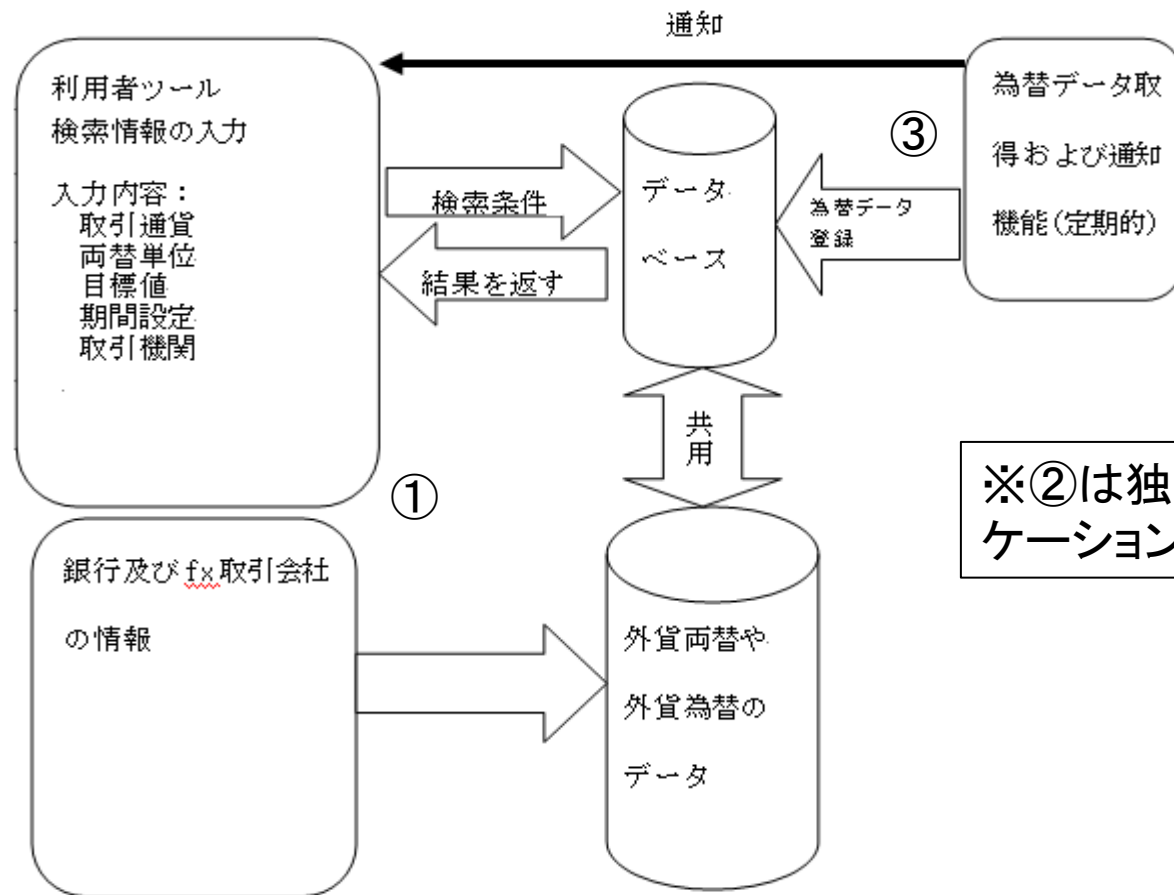 通知
利用者ツール
検索情報の入力
入力内容：
取引通貨
両替単位
目標値
期間設定
取引機関
検索条件
結果を返す
データ
ベース
③
為替データ
登録
為替データ取
得および通知
機能(定期的)
共
用
①
※②は独
ケーション
銀行及びfx取引会社
の情報
外貨両替や
外貨為替の
データ